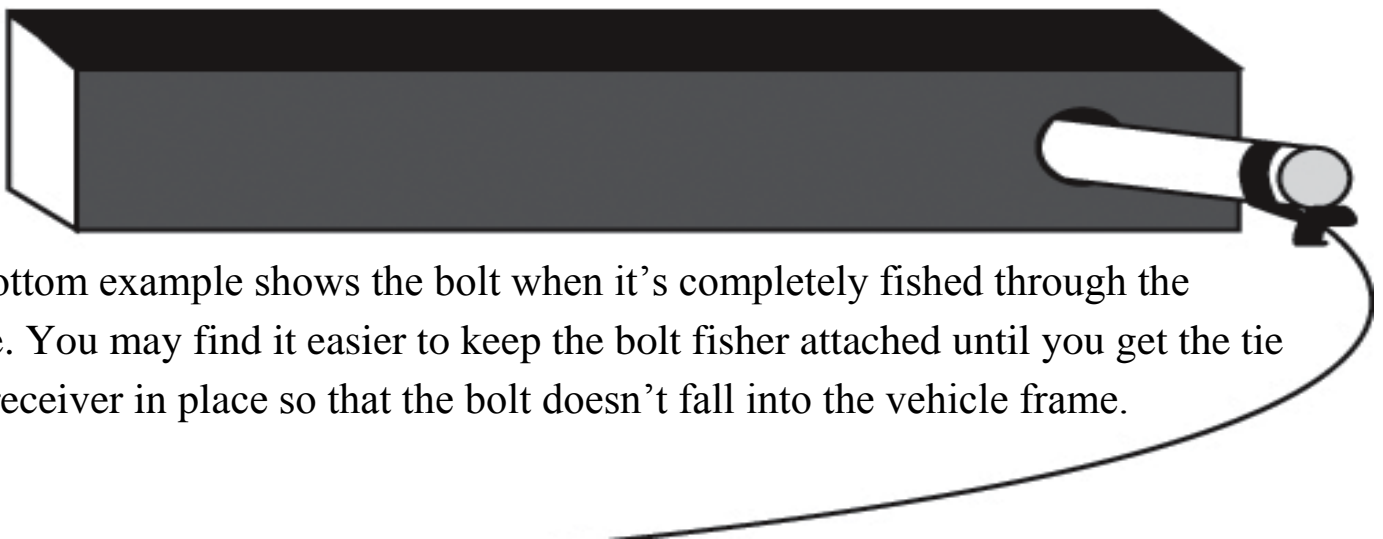 ottom example shows the bolt when it’s completely fished through the
e. You may find it easier to keep the bolt fisher attached until you get the tie
receiver in place so that the bolt doesn’t fall into the vehicle frame.